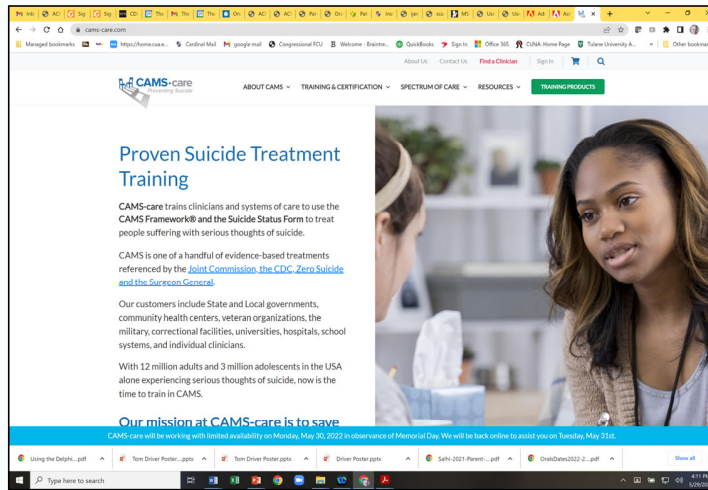 cams-care.com
Managed bookmarks
https://home.cua.e...
Cardinal Mail
google mail
Congressional FCU
Welcome - Braintre...
QuickBooks
Sign In
Office 365
CUNA: Home Page
Tulane University A...
Other bookmar
About Us
Contact Us
Find a Clinician
Sign In
CAMS-care
Preventing Suicide
ABOUT CAMS
TRAINING & CERTIFICATION
SPECTRUM OF CARE
RESOURCES
TRAINING PRODUCTS
Proven Suicide Treatment
Training
CAMS-care trains clinicians and systems of care to use the
CAMS Framework® and the Suicide Status Form to treat
people suffering with serious thoughts of suicide.
CAMS is one of a handful of evidence-based treatments
referenced by the Joint Commission, the CDC, Zero Suicide
and the Surgeon General.
Our customers include State and Local governments,
community health centers, veteran organizations, the
military, correctional facilities, universities, hospitals, school
systems, and individual clinicians.
With 12 million adults and 3 million adolescents in the USA
alone experiencing serious thoughts of suicide, now is the
time to train in CAMS.
Our mission at CAMS-care is to save
CAMS-care will be working with limited availability on Monday, May 30, 2022 in observance of Memorial Day. We will be back online to assist you on Tuesday, May 31st.
Using the Delphi....pdf
Tom Driver Poster....pptx
Tom Driver Poster.pptx
Driver Poster.pptx
Salhi-2021-Parent-....pdf
OralsDates2022-2....pdf
Show all
Type here to search
4:11 PM